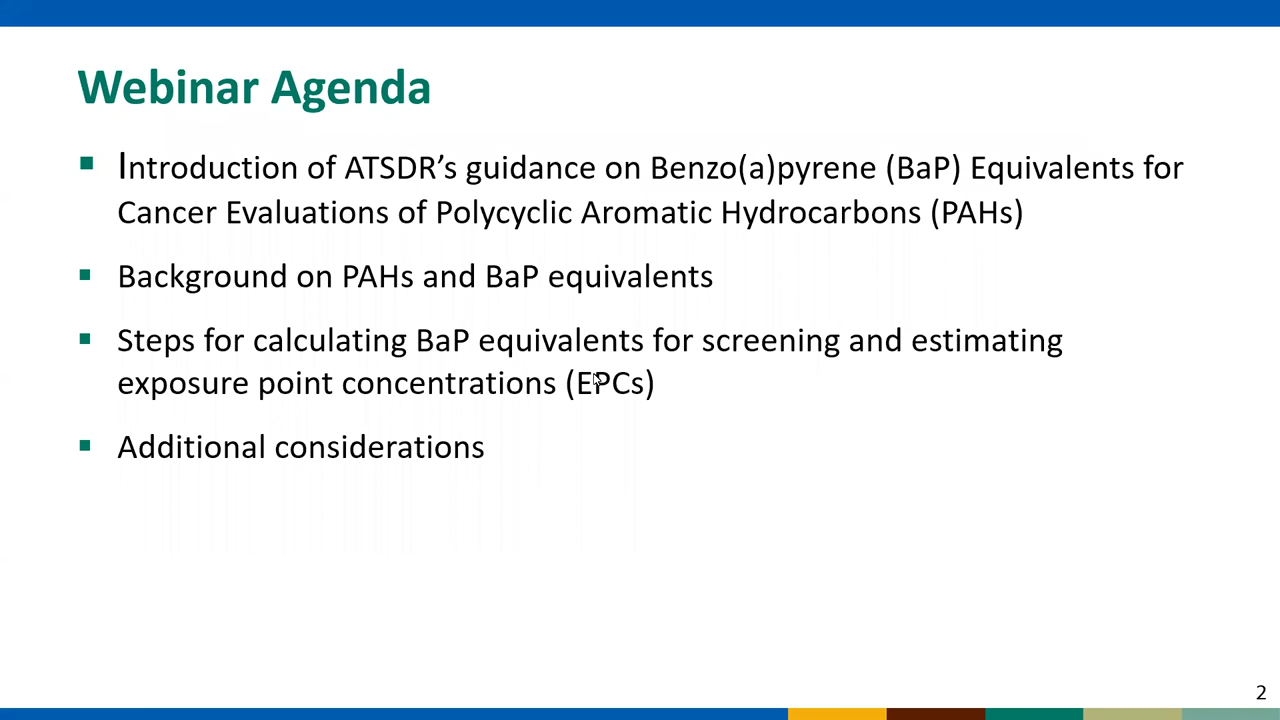 Webinar Agenda
Introduction of ATSDR’s guidance on Benzo(a)pyrene (BaP) Equivalents for
Cancer Evaluations of Polycyclic Aromatic Hydrocarbons (PAHs)
Background on PAHs and BaP equivalents
Steps for calculating BaP equivalents for screening and estimating
exposure point concentrations (EPCs)
Additional considerations
2